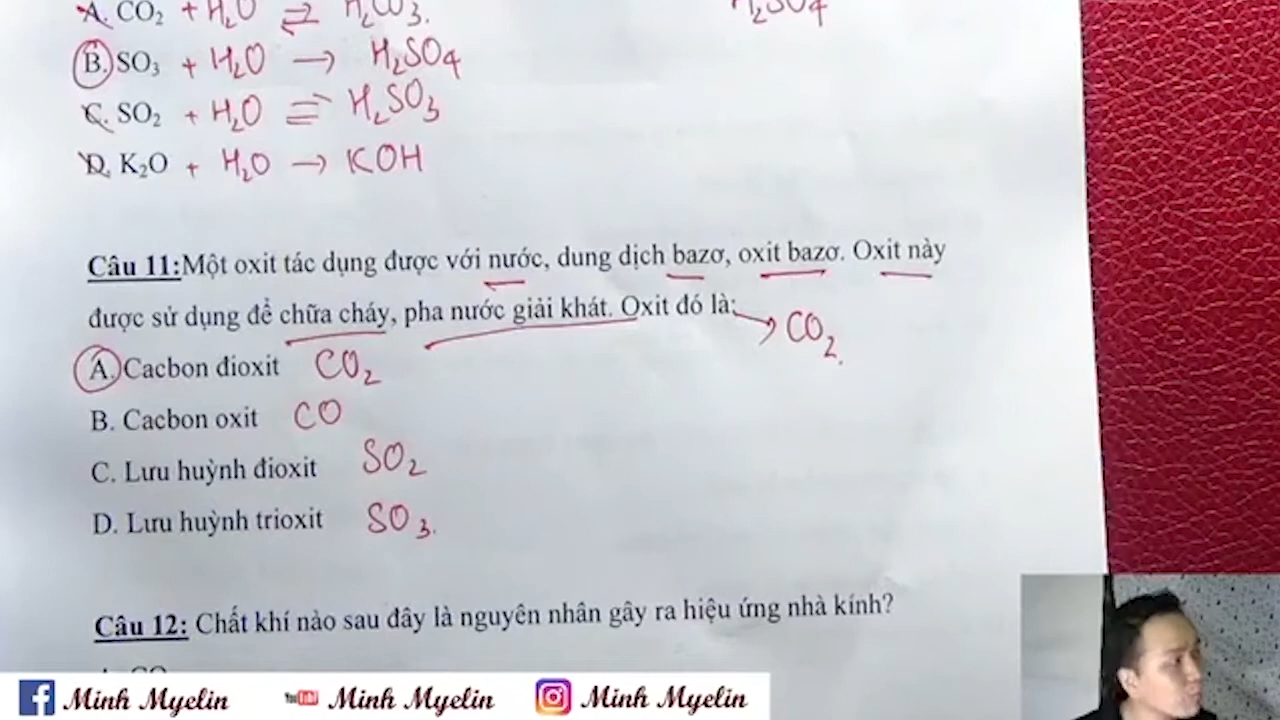 A. CO₂ + H₂O ⇌ H₂CO₃. H₂SO₄
B. SO₃ + H₂O → H₂SO₄
C. SO₂ + H₂O ⇌ H₂SO₃
D. K₂O + H₂O → KOH
Câu 11: Một oxit tác dụng được với nước, dung dịch bazơ, oxit bazơ. Oxit này
được sử dụng để chữa cháy, pha nước giải khát. Oxit đó là: → CO₂.
A. Cacbon đioxit CO₂
B. Cacbon oxit CO
C. Lưu huỳnh đioxit SO₂
D. Lưu huỳnh trioxit SO₃.
Câu 12: Chất khí nào sau đây là nguyên nhân gây ra hiệu ứng nhà kính?
Minh Myelin YouTube Minh Myelin Minh Myelin